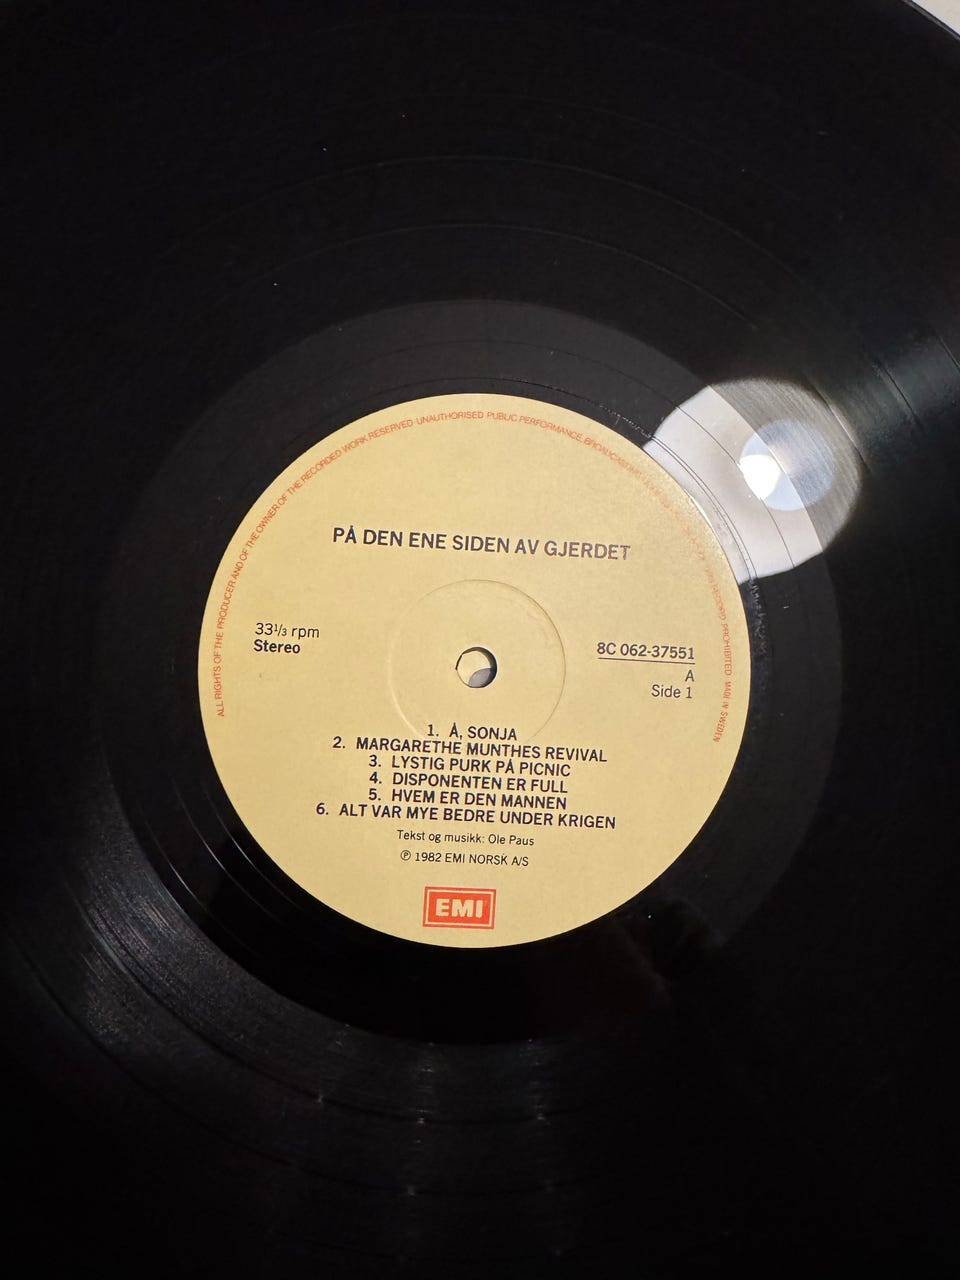 ALL RIGHTS OF THE PRODUCER AND OF THE OWNER OF THE RECORDED WORK RESERVED · UNAUTHORISED PUBLIC PERFORMANCE, BROADCASTING RECORD PROHIBITED MADE IN SWEDEN
PÅ DEN ENE SIDEN AV GJERDET
33⅓ rpm
Stereo
8C 062-37551
A
Side 1
1. Å, SONJA
2. MARGARETHE MUNTHES REVIVAL
3. LYSTIG PURK PÅ PICNIC
4. DISPONENTEN ER FULL
5. HVEM ER DEN MANNEN
6. ALT VAR MYE BEDRE UNDER KRIGEN
Tekst og musikk: Ole Paus
℗ 1982 EMI NORSK A/S
EMI